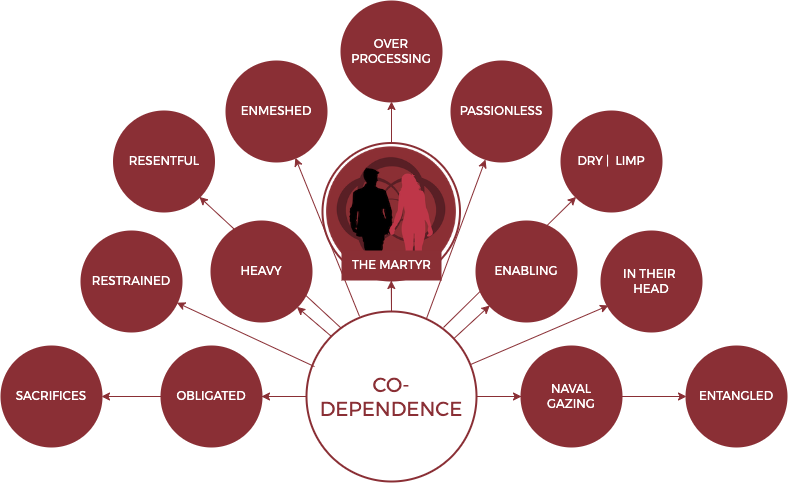 OVER
PROCESSING
ENMESHED
PASSIONLESS
RESENTFUL
DRY | LIMP
THE MARTYR
HEAVY
ENABLING
RESTRAINED
IN THEIR
HEAD
CO-
DEPENDENCE
SACRIFICES
OBLIGATED
NAVAL
GAZING
ENTANGLED